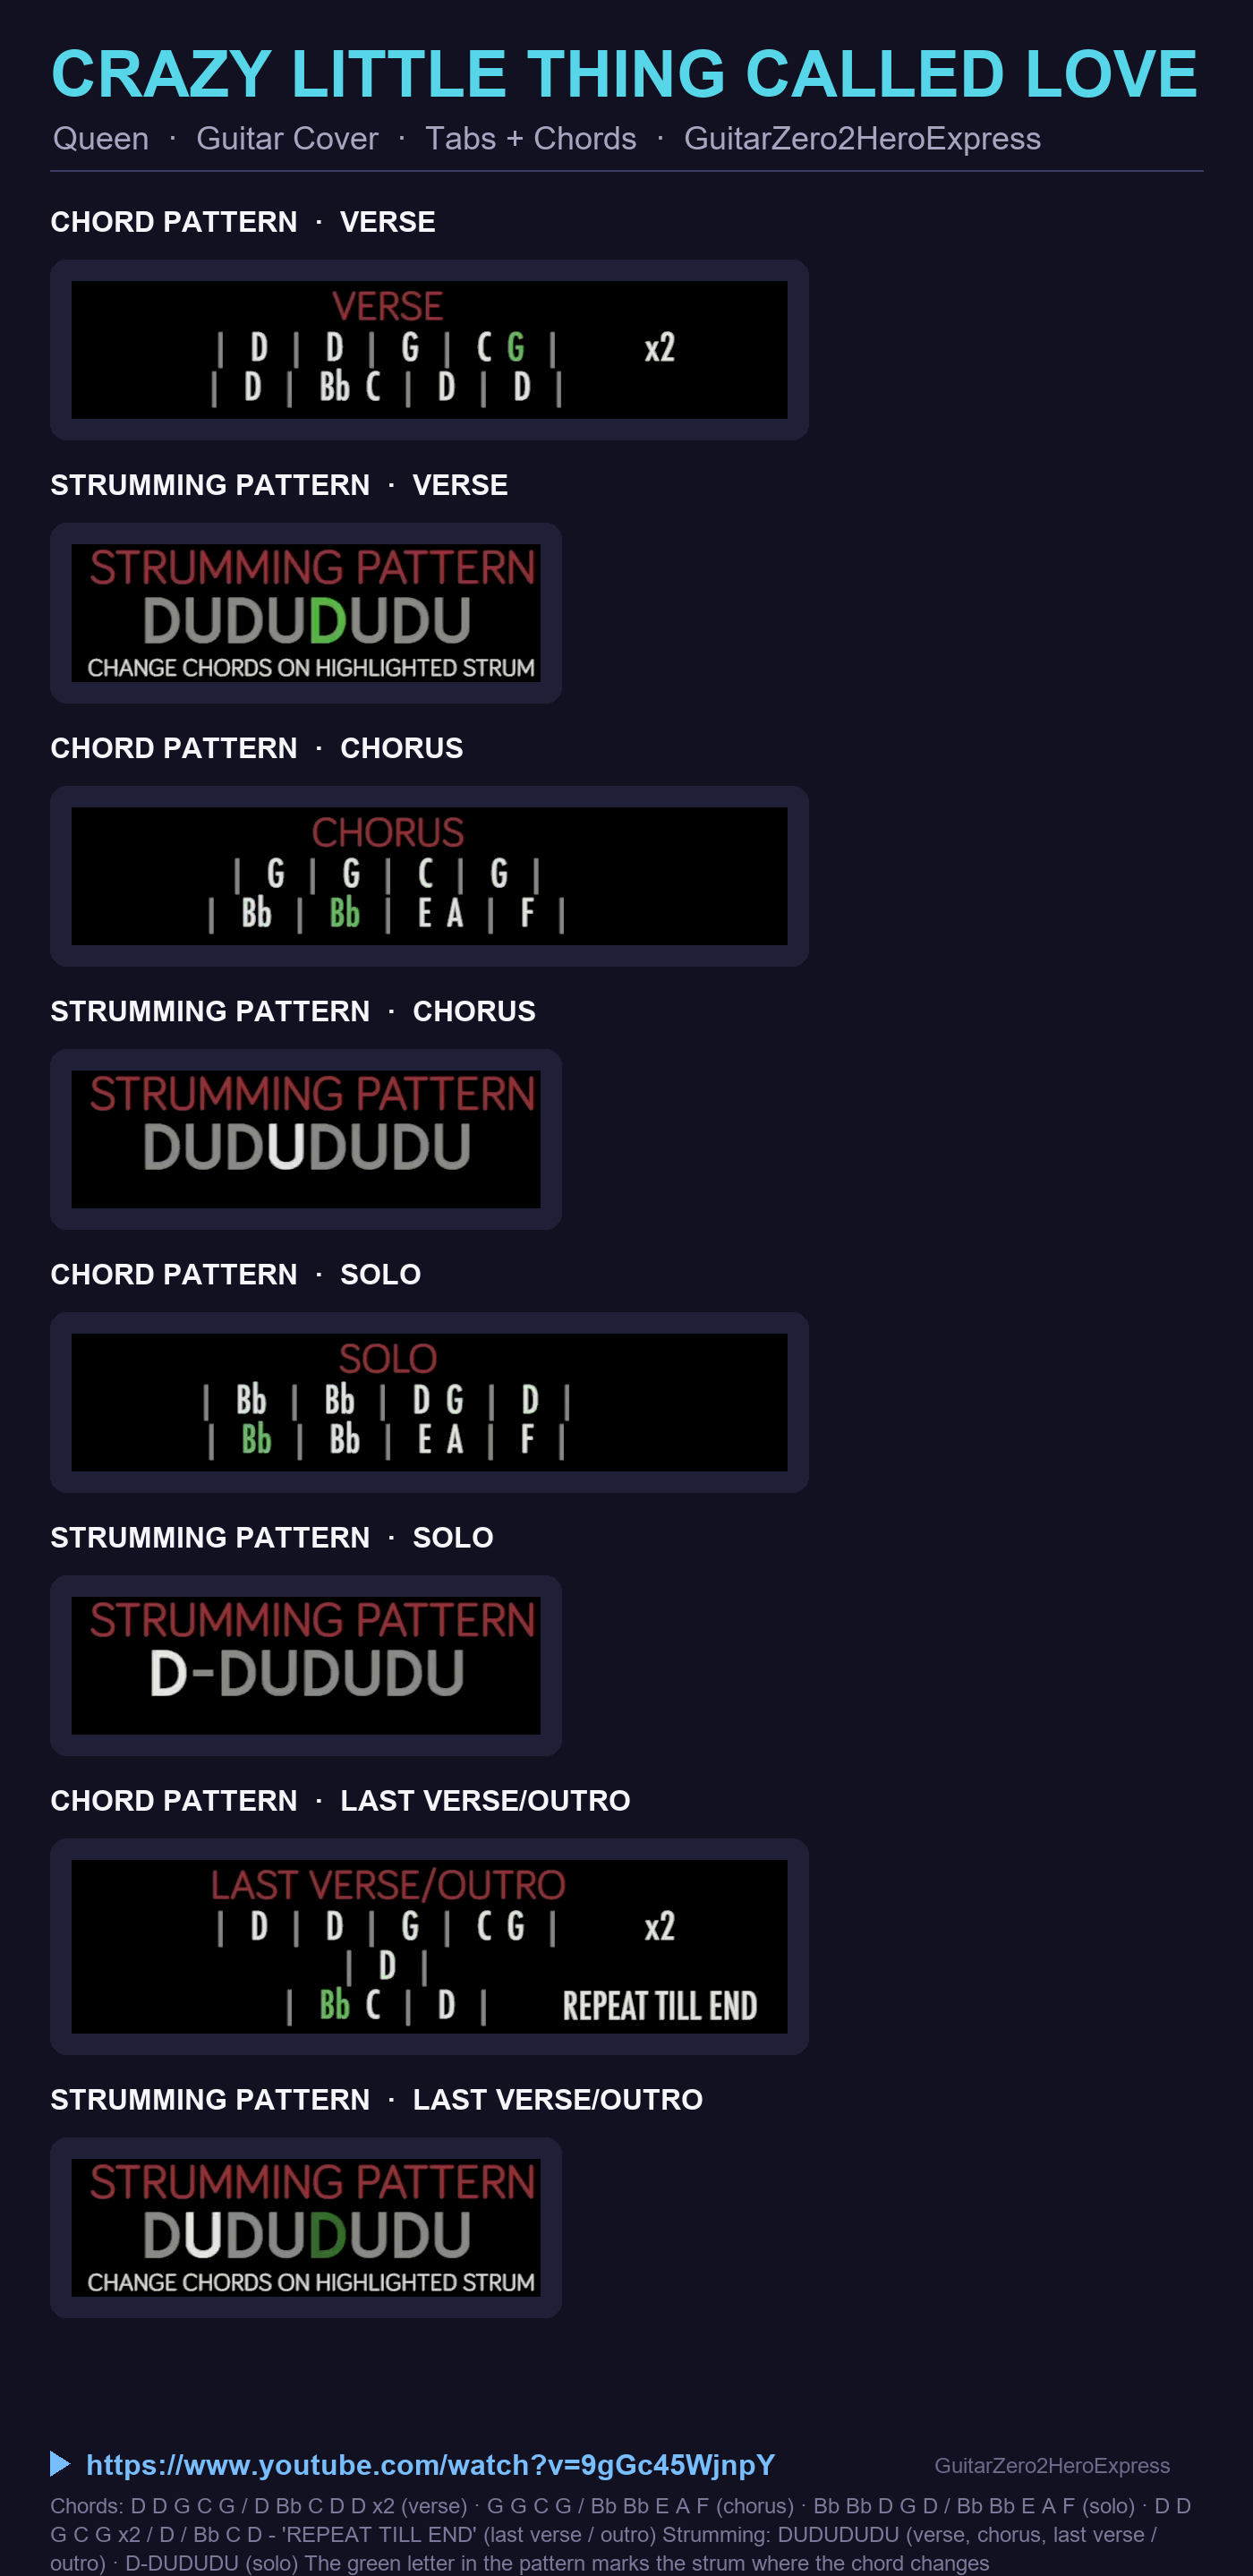 CRAZY LITTLE THING CALLED LOVE
Queen · Guitar Cover · Tabs + Chords · GuitarZero2HeroExpress
CHORD PATTERN · VERSE
VERSE
| D | D | G | C G | x2
| D | Bb C | D | D |
STRUMMING PATTERN · VERSE
STRUMMING PATTERN
DUDUDUDU
CHANGE CHORDS ON HIGHLIGHTED STRUM
CHORD PATTERN · CHORUS
CHORUS
| G | G | C | G |
| Bb | Bb | E A | F |
STRUMMING PATTERN · CHORUS
STRUMMING PATTERN
DUDUDUDU
CHORD PATTERN · SOLO
SOLO
| Bb | Bb | D G | D |
| Bb | Bb | E A | F |
STRUMMING PATTERN · SOLO
STRUMMING PATTERN
D-DUDUDU
CHORD PATTERN · LAST VERSE/OUTRO
LAST VERSE/OUTRO
| D | D | G | C G | x2
| D |
| Bb C | D | REPEAT TILL END
STRUMMING PATTERN · LAST VERSE/OUTRO
STRUMMING PATTERN
DUDUDUDU
CHANGE CHORDS ON HIGHLIGHTED STRUM
https://www.youtube.com/watch?v=9gGc45WjnpY GuitarZero2HeroExpress
Chords: D D G C G / D Bb C D D x2 (verse) · G G C G / Bb Bb E A F (chorus) · Bb Bb D G D / Bb Bb E A F (solo) · D D
G C G x2 / D / Bb C D - 'REPEAT TILL END' (last verse / outro) Strumming: DUDUDUDU (verse, chorus, last verse /
outro) · D-DUDUDU (solo) The green letter in the pattern marks the strum where the chord changes